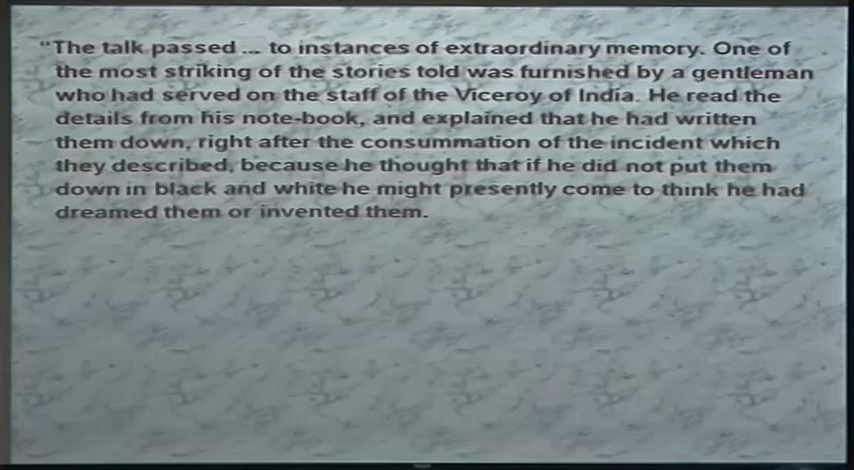 “The talk passed ... to instances of extraordinary memory. One of
the most striking of the stories told was furnished by a gentleman
who had served on the staff of the Viceroy of India. He read the
details from his note-book, and explained that he had written
them down, right after the consummation of the incident which
they described, because he thought that if he did not put them
down in black and white he might presently come to think he had
dreamed them or invented them.